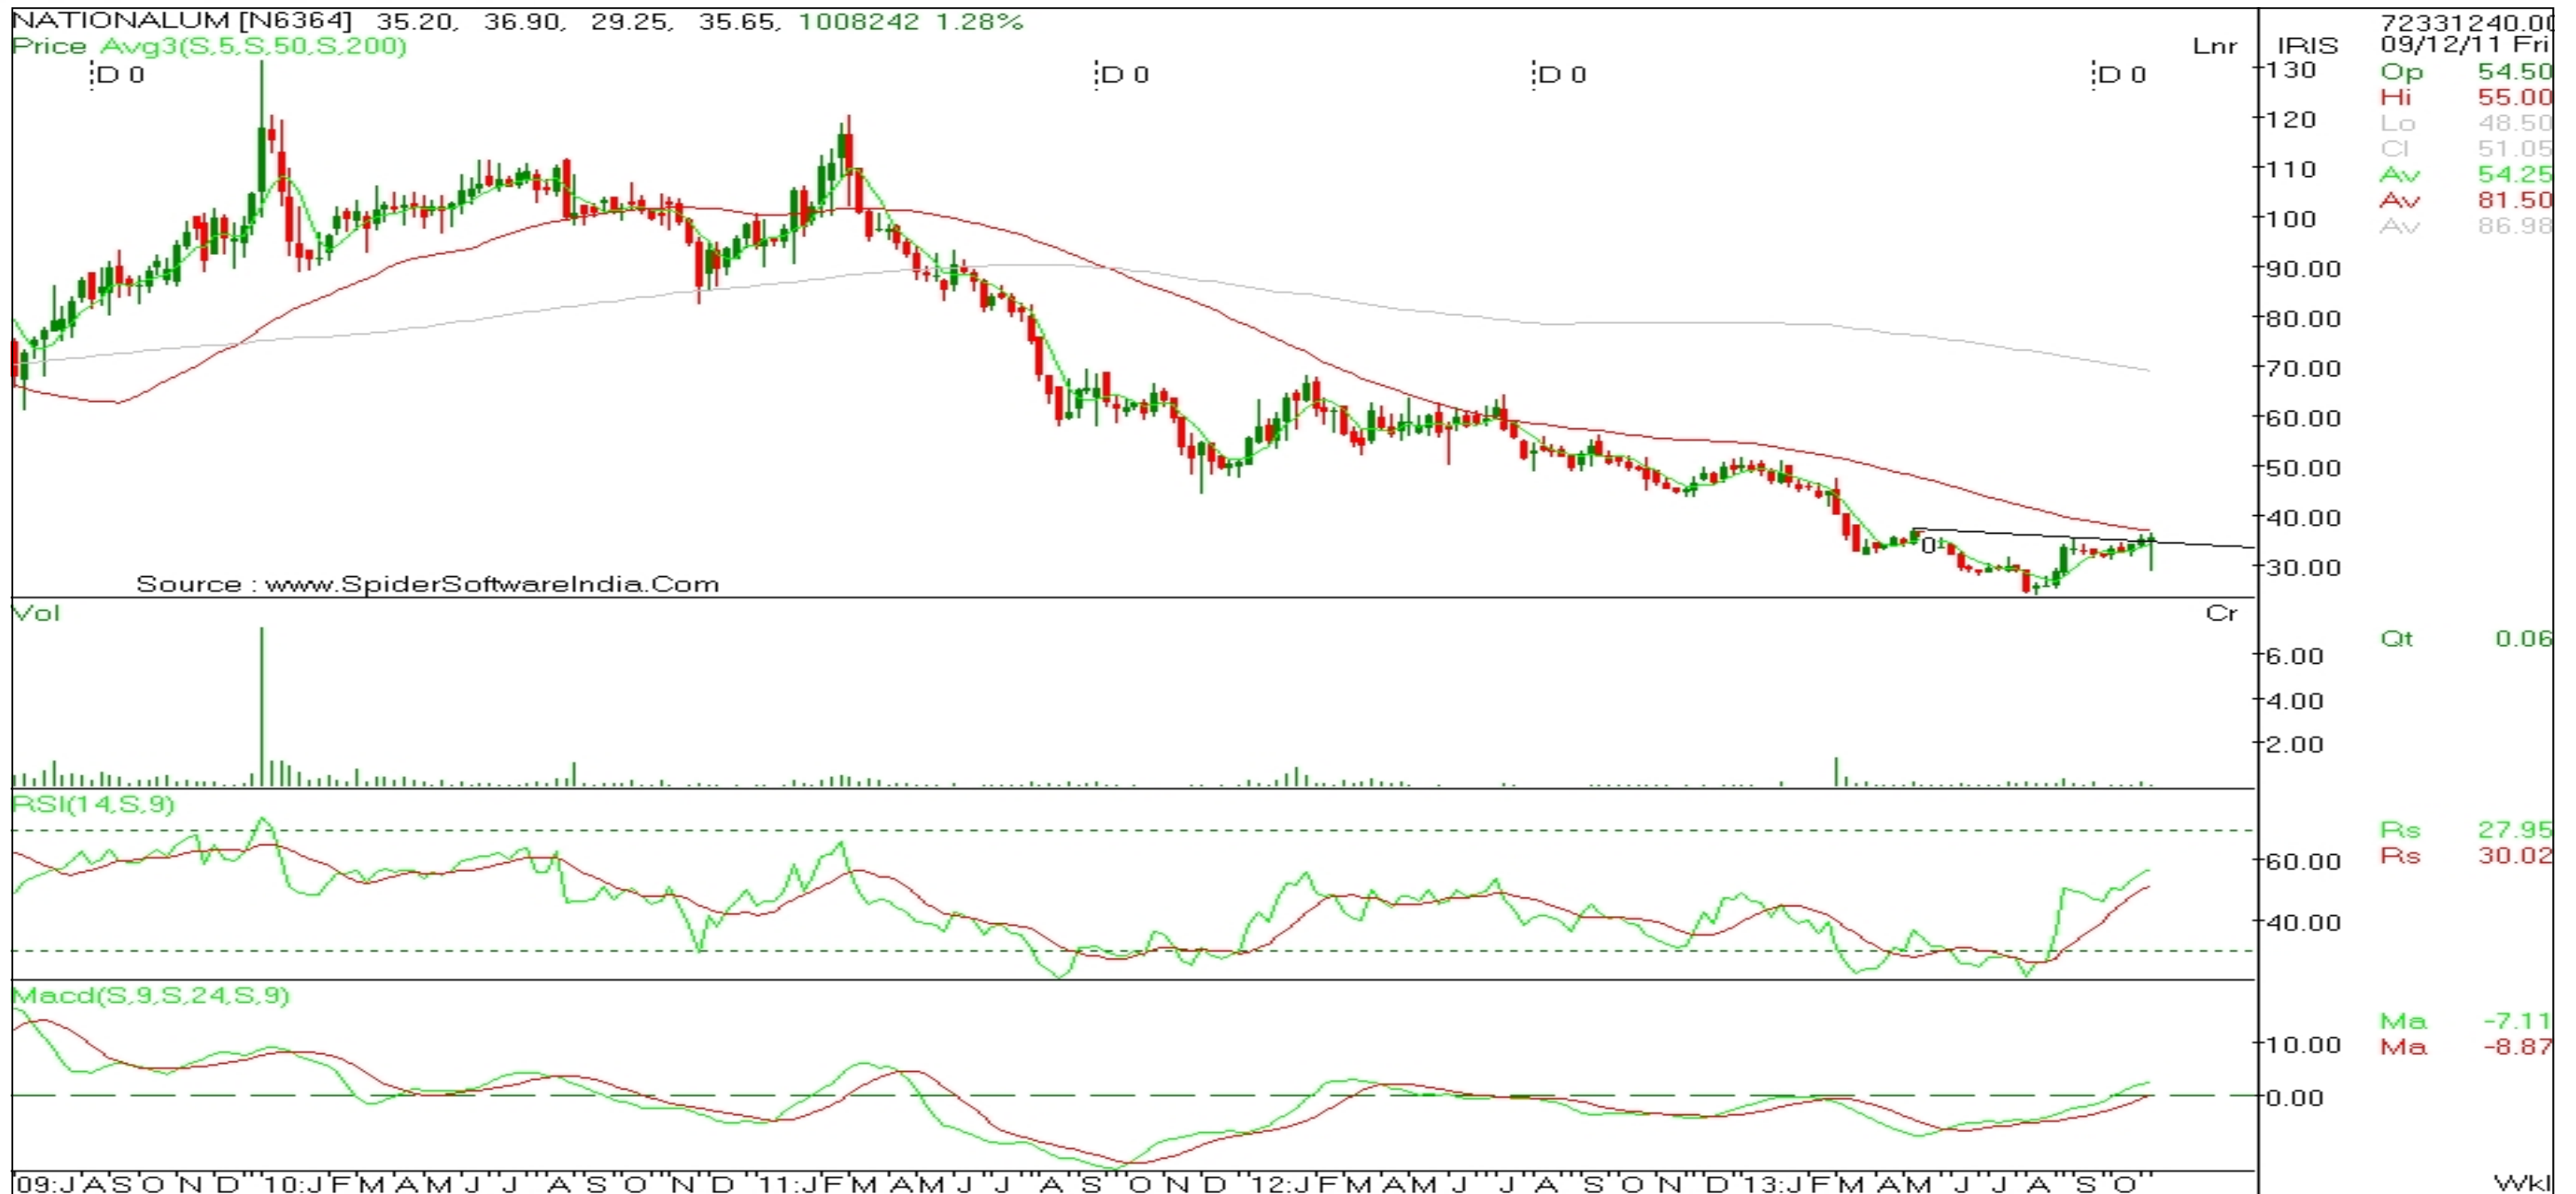 NATIONALUM [N6364] 35.20, 36.90, 29.25, 35.65, 1008242 1.28%
Price Avg3(S,5,S,50,S,200)
Lnr IRIS
72331240.00
09/12/11 Fri
D 0 D 0 D 0 D 0
130
120
110
100
90.00
80.00
70.00
60.00
50.00
40.00
30.00
Op 54.50
Hi 55.00
Lo 48.50
Cl 51.05
Av 54.25
Av 81.50
Av 86.98
0
Source : www.SpiderSoftwareIndia.Com
Vol
Cr
Qt 0.06
6.00
4.00
2.00
RSI(14,S,9)
Rs 27.95
Rs 30.02
60.00
40.00
Macd(S,9,S,24,S,9)
Ma -7.11
Ma -8.87
10.00
0.00
09:J A S O N D 10:J F M A M J J A S O N D 11:J F M A M J J A S O N D 12:J F M A M J J A S O N D 13:J F M A M J J A S O
Wkl